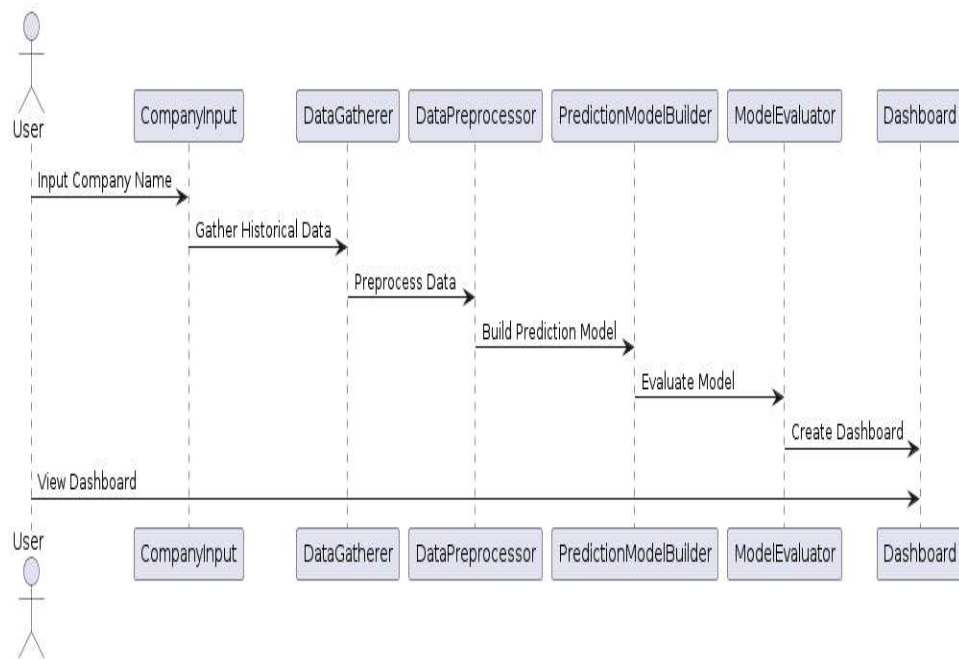 User
CompanyInput
DataGatherer
DataPreprocessor
PredictionModelBuilder
ModelEvaluator
Dashboard
Input Company Name
Gather Historical Data
Preprocess Data
Build Prediction Model
Evaluate Model
Create Dashboard
View Dashboard
User
CompanyInput
DataGatherer
DataPreprocessor
PredictionModelBuilder
ModelEvaluator
Dashboard